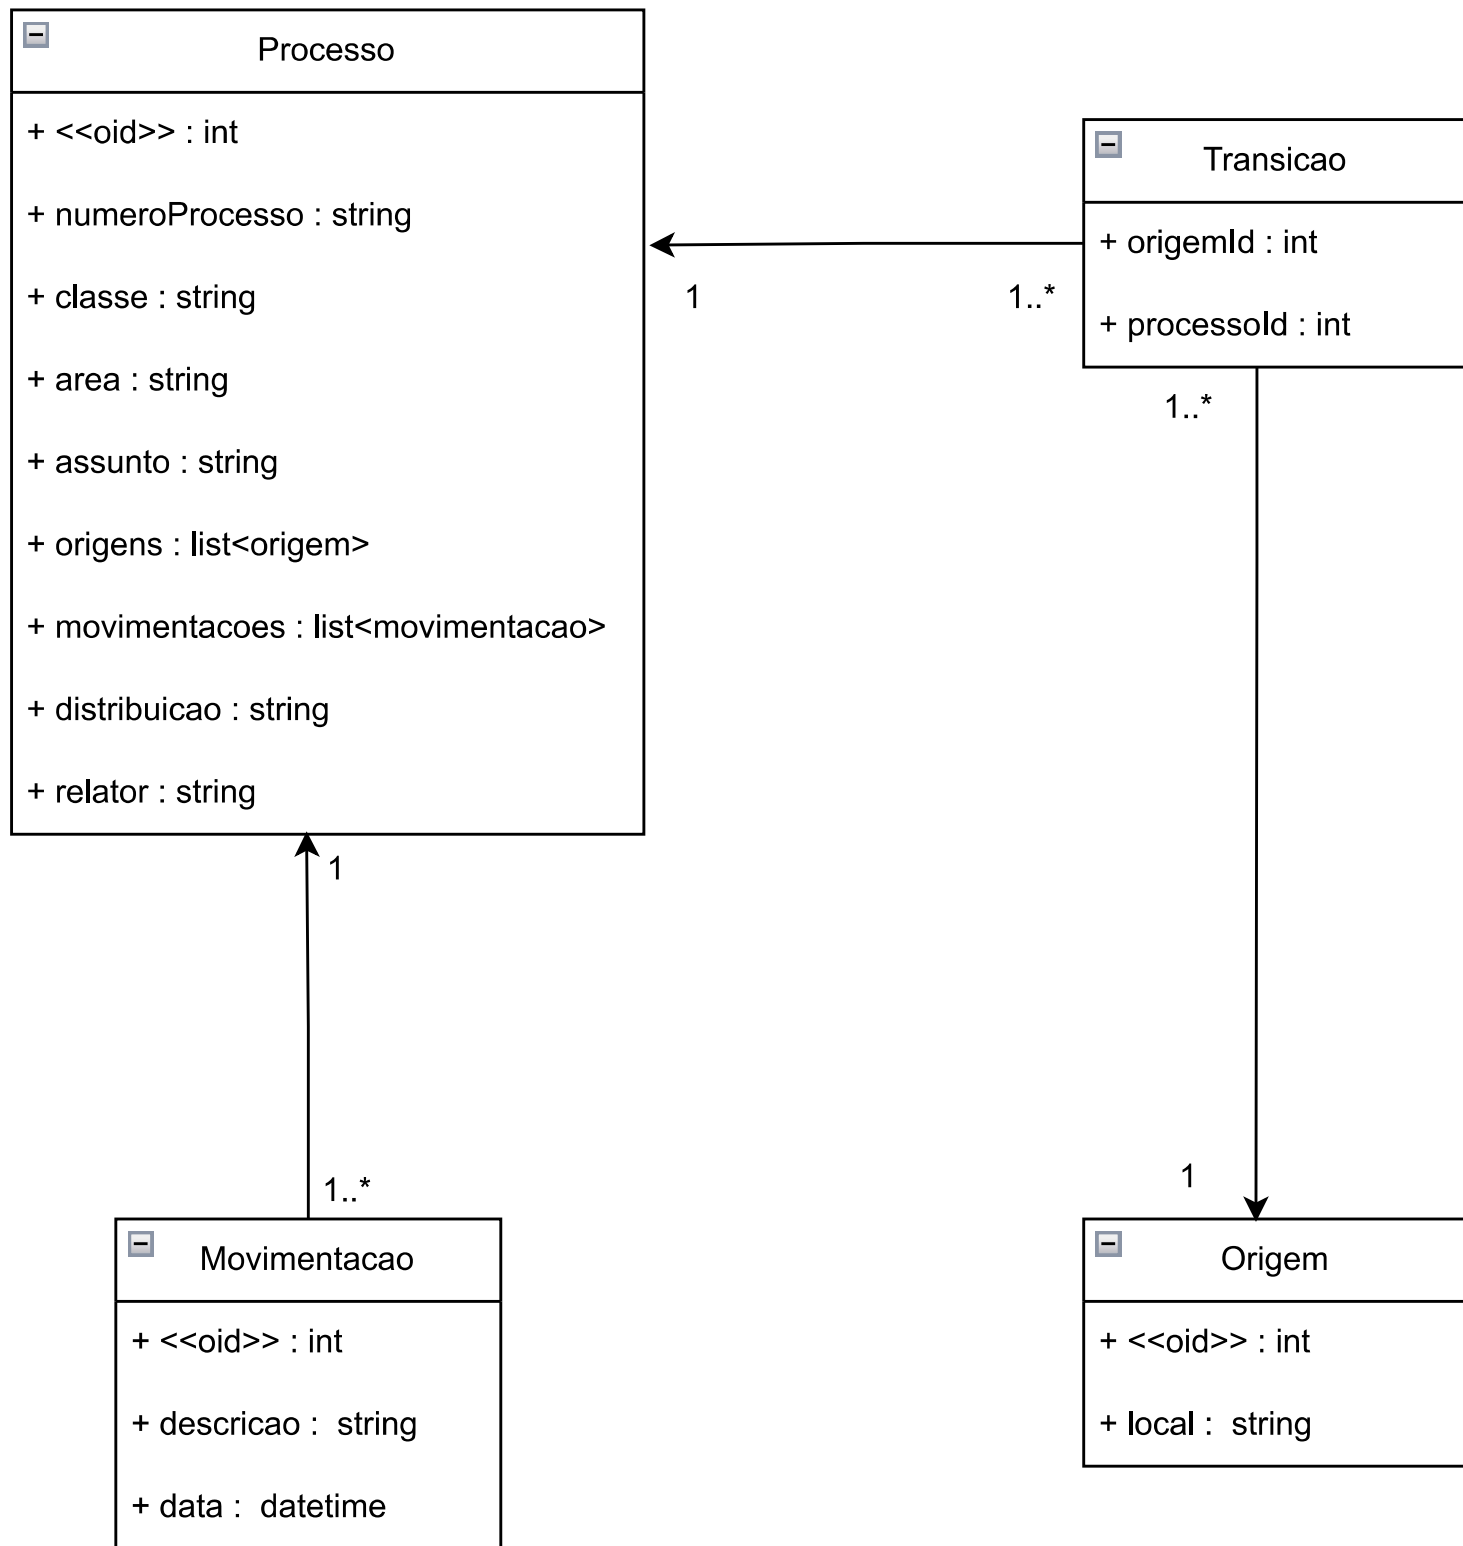 Processo
+ <<oid>> : int
+ numeroProcesso : string
+ classe : string
+ area : string
+ assunto : string
+ origens : list<origem>
+ movimentacoes : list<movimentacao>
+ distribuicao : string
+ relator : string
Transicao
+ origemId : int
+ processoId : int
1
1..*
1..*
1
1
1..*
Movimentacao
+ <<oid>> : int
+ descricao :  string
+ data :  datetime
Origem
+ <<oid>> : int
+ local :  string